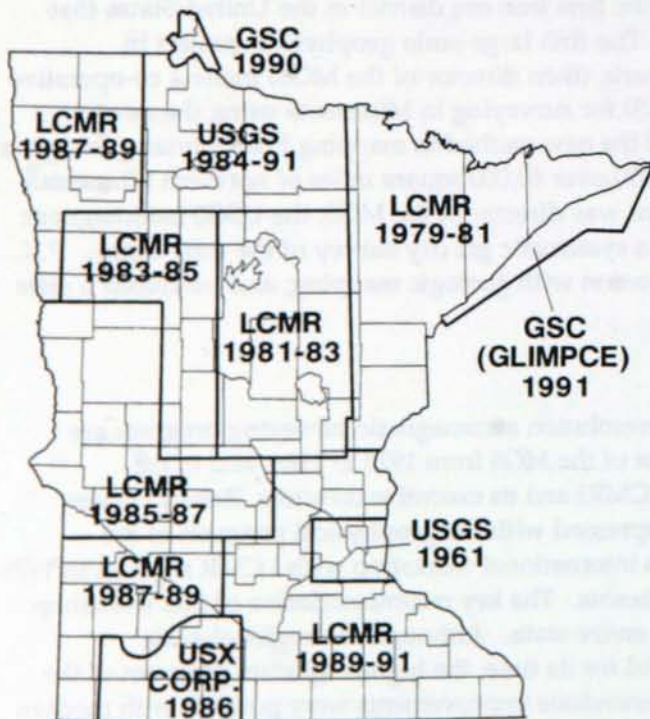 GSC
1990
LCMR
1987-89
USGS
1984-91
LCMR
1979-81
LCMR
1983-85
LCMR
1981-83
GSC
(GLIMPCE)
1991
LCMR
1985-87
USGS
1961
LCMR
1987-89
LCMR
1989-91
USX
CORP.
1986